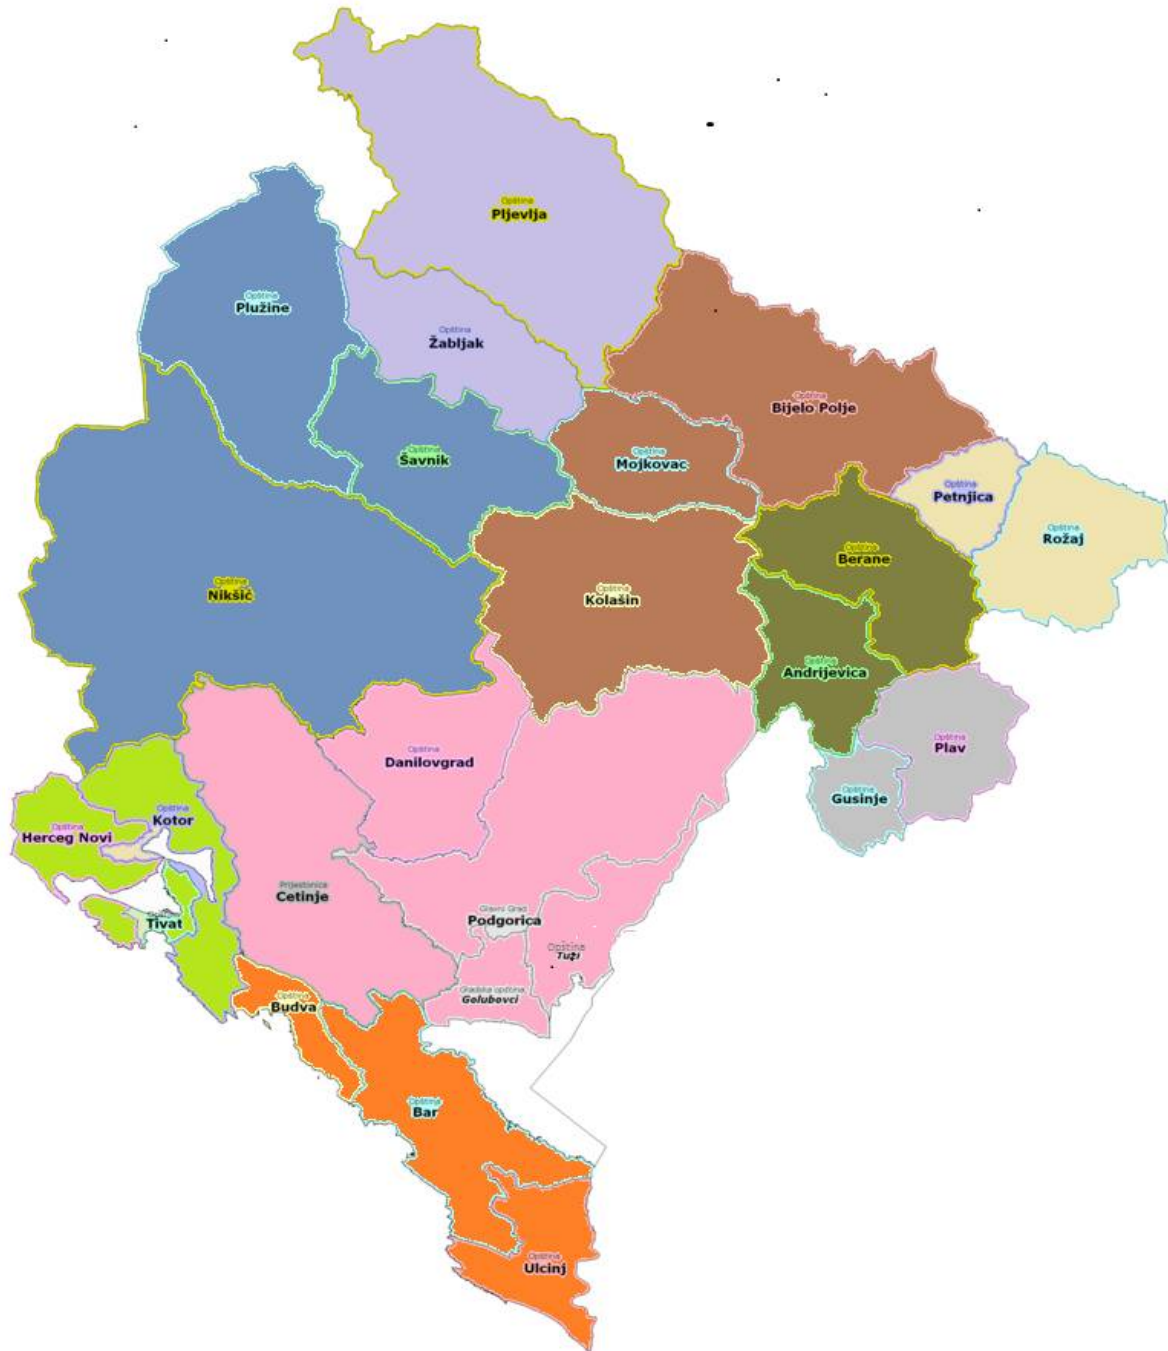 Opština
Pljevlja
Opština
Plužine
Opština
Žabljak
Opština
Bijelo Polje
Opština
Šavnik
Opština
Mojkovac
Opština
Petnjica
Opština
Rožaj
Opština
Berane
Opština
Nikšić
Opština
Kolašin
Opština
Andrijevica
Opština
Danilovgrad
Opština
Plav
Opština
Gusinje
Opština
Kotor
Opština
Herceg Novi
Prijestonica
Cetinje
Glavni Grad
Podgorica
Tivat
Opština
Tuzi
Gradska opština
Golubovci
Opština
Budva
Opština
Bar
Opština
Ulcinj